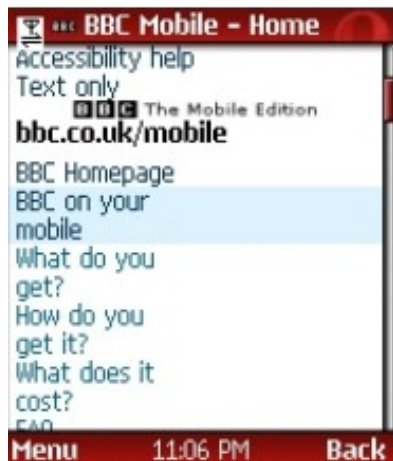 BBC BBC Mobile - Home
Accessibility help
Text only
BBC The Mobile Edition
bbc.co.uk/mobile
BBC Homepage
BBC on your
mobile
What do you
get?
How do you
get it?
What does it
cost?
FAQ
Menu 11:06 PM Back